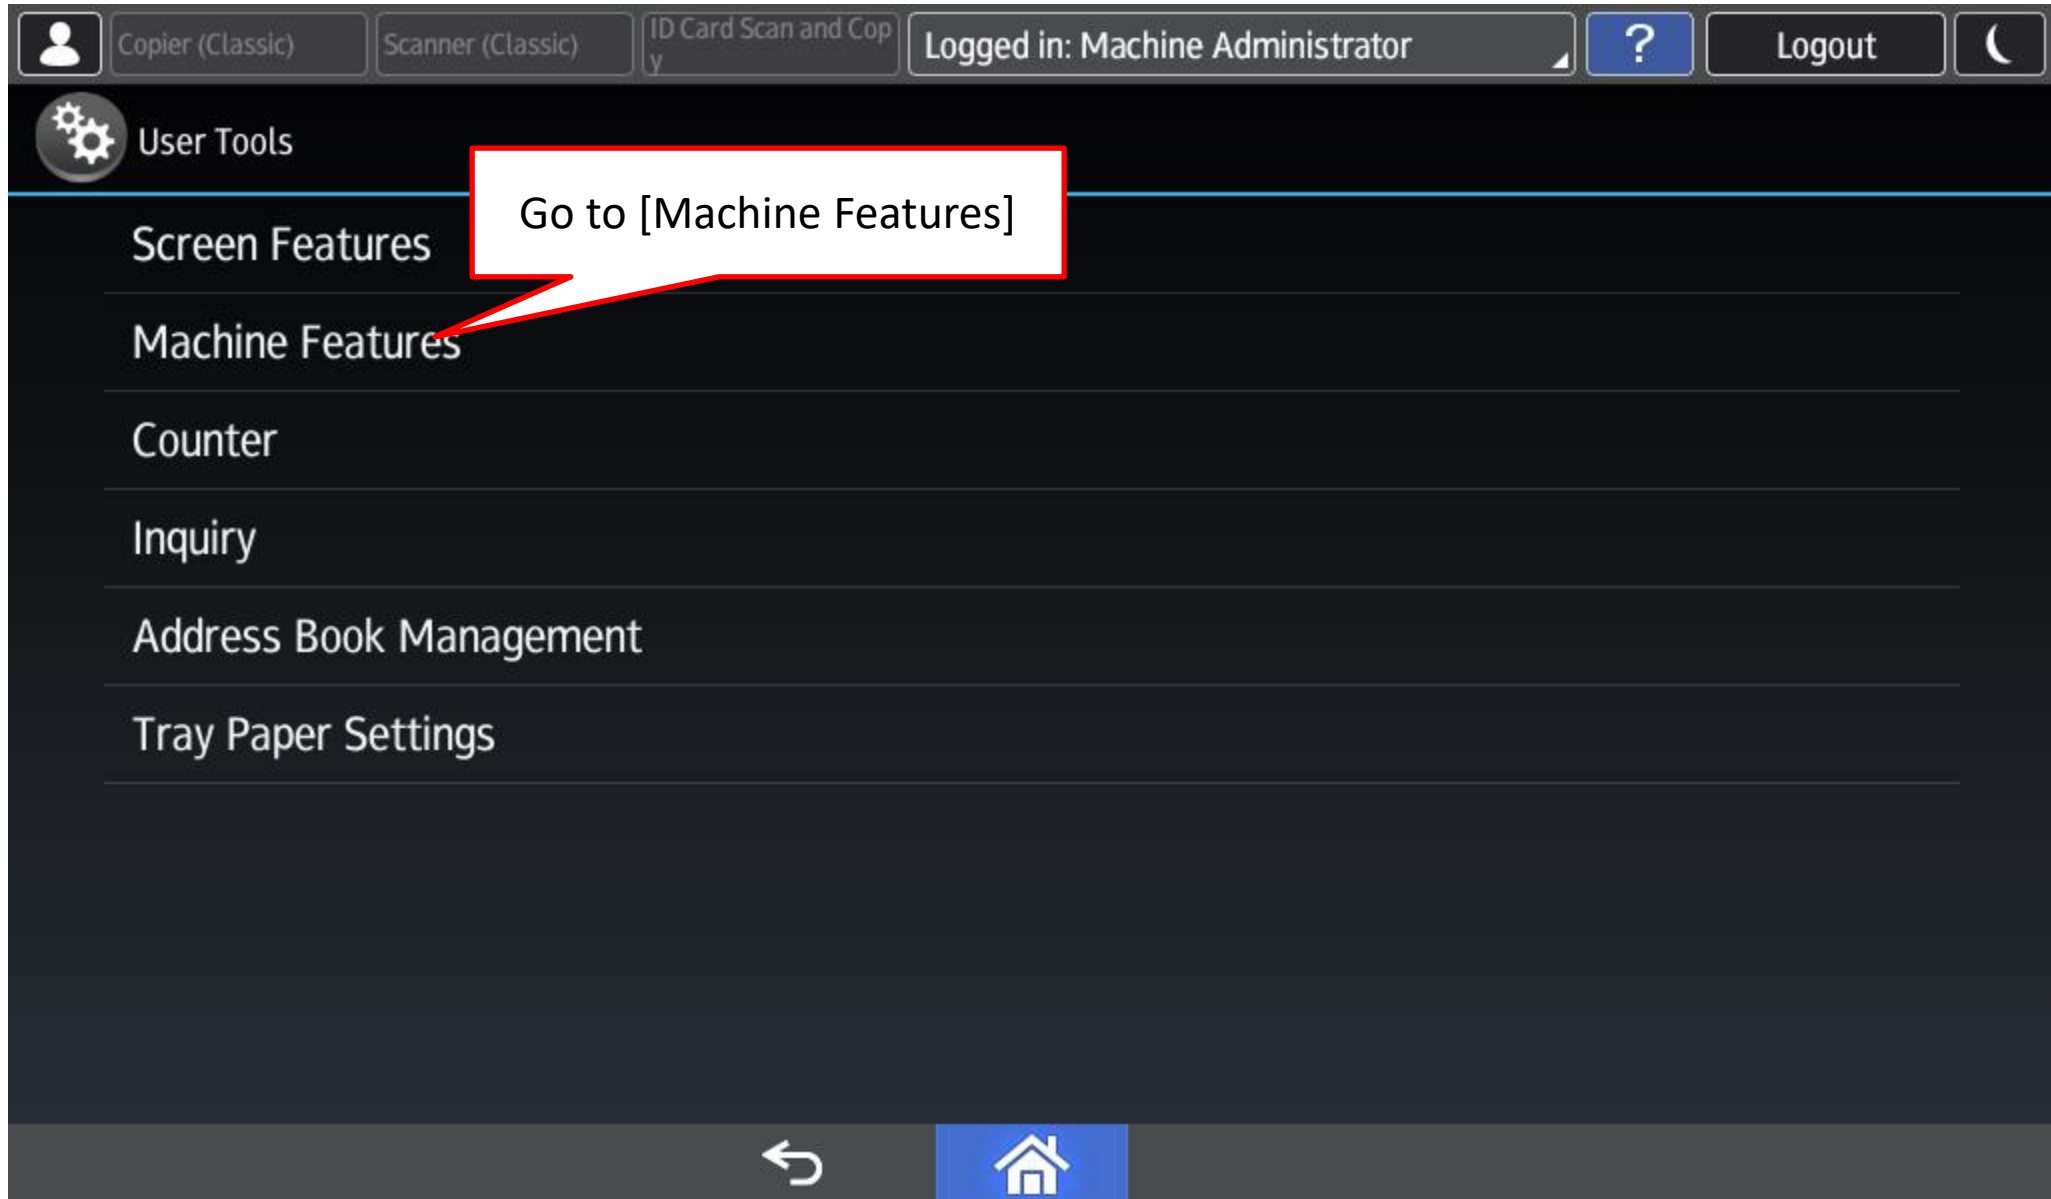 Copier (Classic)
Scanner (Classic)
ID Card Scan and Cop
y
Logged in: Machine Administrator
?
Logout
User Tools
Go to [Machine Features]
Screen Features
Machine Features
Counter
Inquiry
Address Book Management
Tray Paper Settings